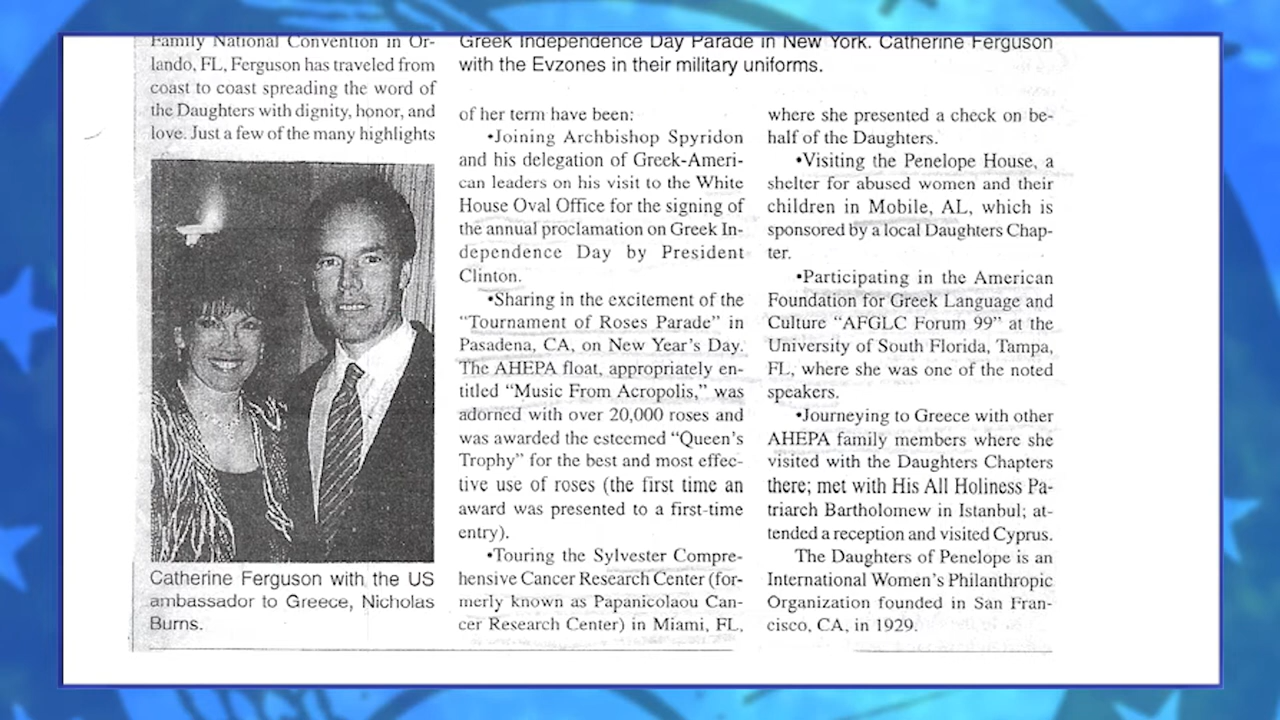 Family National Convention in Or-
lando, FL, Ferguson has traveled from
coast to coast spreading the word of
the Daughters with dignity, honor, and
love. Just a few of the many highlights
Catherine Ferguson with the US
ambassador to Greece, Nicholas
Burns.
Greek Independence Day Parade in New York. Catherine Ferguson
with the Evzones in their military uniforms.
of her term have been:
•Joining Archbishop Spyridon
and his delegation of Greek-Ameri-
can leaders on his visit to the White
House Oval Office for the signing of
the annual proclamation on Greek In-
dependence Day by President
Clinton.
•Sharing in the excitement of the
“Tournament of Roses Parade” in
Pasadena, CA, on New Year’s Day.
The AHEPA float, appropriately en-
titled “Music From Acropolis,” was
adorned with over 20,000 roses and
was awarded the esteemed “Queen’s
Trophy” for the best and most effec-
tive use of roses (the first time an
award was presented to a first-time
entry).
•Touring the Sylvester Compre-
hensive Cancer Research Center (for-
merly known as Papanicolaou Can-
cer Research Center) in Miami, FL,
where she presented a check on be-
half of the Daughters.
•Visiting the Penelope House, a
shelter for abused women and their
children in Mobile, AL, which is
sponsored by a local Daughters Chap-
ter.
•Participating in the American
Foundation for Greek Language and
Culture “AFGLC Forum 99” at the
University of South Florida, Tampa,
FL, where she was one of the noted
speakers.
•Journeying to Greece with other
AHEPA family members where she
visited with the Daughters Chapters
there; met with His All Holiness Pa-
triarch Bartholomew in Istanbul; at-
tended a reception and visited Cyprus.
The Daughters of Penelope is an
International Women’s Philanthropic
Organization founded in San Fran-
cisco, CA, in 1929.